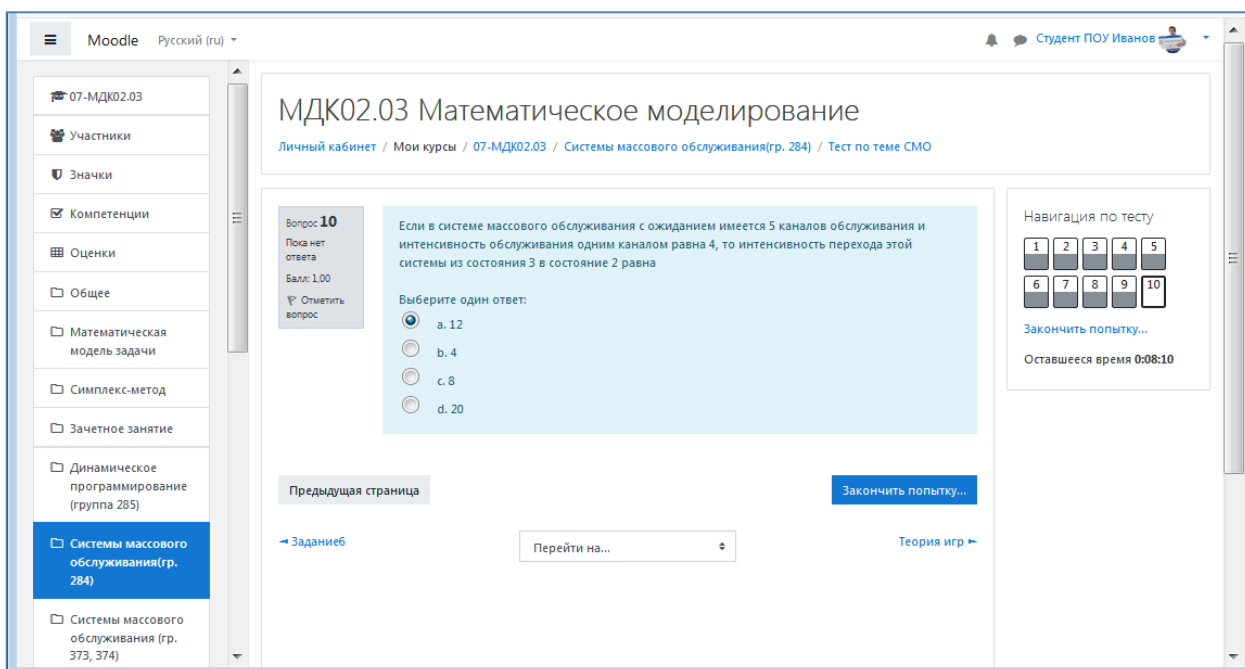 Moodle Русский (ru)
Студент ПОУ Иванов
07-МДК02.03
Участники
Значки
Компетенции
Оценки
Общее
Математическая
модель задачи
Симплекс-метод
Зачетное занятие
Динамическое
программирование
(группа 285)
Системы массового
обслуживания(гр.
284)
Системы массового
обслуживания (гр.
373, 374)
МДК02.03 Математическое моделирование
Личный кабинет / Мои курсы / 07-МДК02.03 / Системы массового обслуживания(гр. 284) / Тест по теме СМО
Вопрос 10
Пока нет
ответа
Балл: 1,00
Отметить
вопрос
Если в системе массового обслуживания с ожиданием имеется 5 каналов обслуживания и
интенсивность обслуживания одним каналом равна 4, то интенсивность перехода этой
системы из состояния 3 в состояние 2 равна
Выберите один ответ:
a. 12
b. 4
c. 8
d. 20
Предыдущая страница
Закончить попытку...
◄ Задание6
Перейти на...
Теория игр ►
Навигация по тесту
1 2 3 4 5
6 7 8 9 10
Закончить попытку...
Оставшееся время 0:08:10